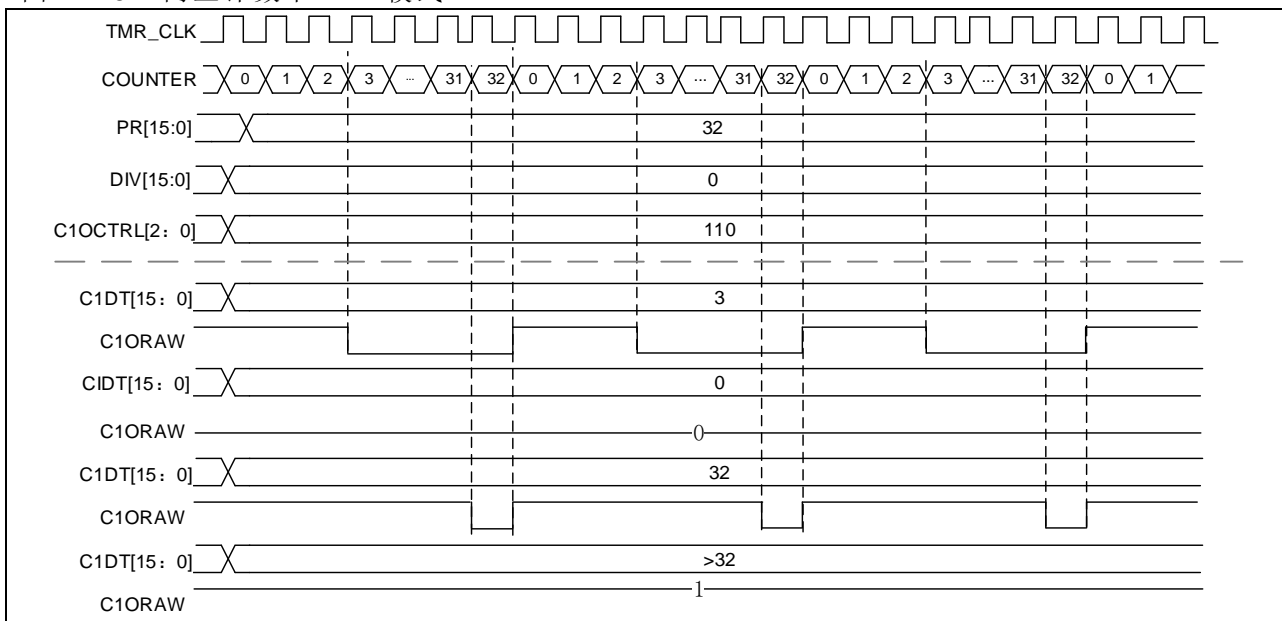 TMR_CLK
COUNTER 0 1 2 3 ... 31 32 0 1 2 3 ... 31 32 0 1 2 3 ... 31 32 0 1
PR[15:0] 32
DIV[15:0] 0
C1OCTRL[2：0] 110
C1DT[15：0] 3
C1ORAW
CIDT[15：0] 0
C1ORAW 0
C1DT[15：0] 32
C1ORAW
C1DT[15：0] >32
C1ORAW 1